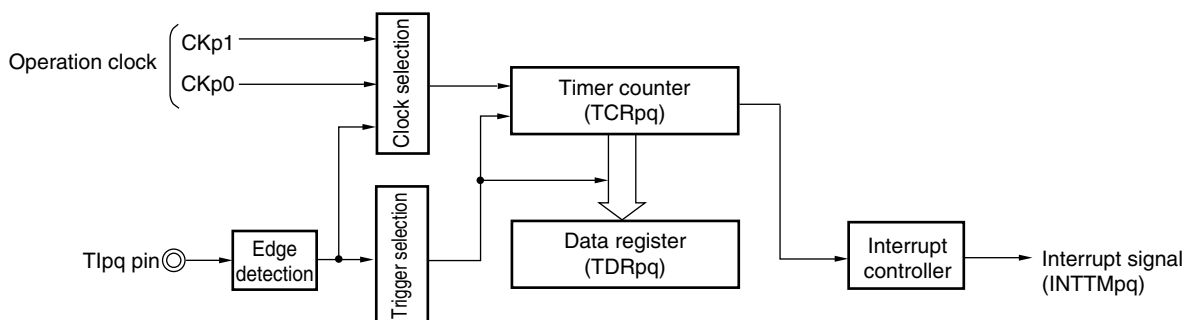 Operation clock
CKp1
CKp0
Clock selection
Timer counter
(TCRpq)
Trigger selection
TIpq pin
Edge
detection
Data register
(TDRpq)
Interrupt
controller
Interrupt signal
(INTTMpq)